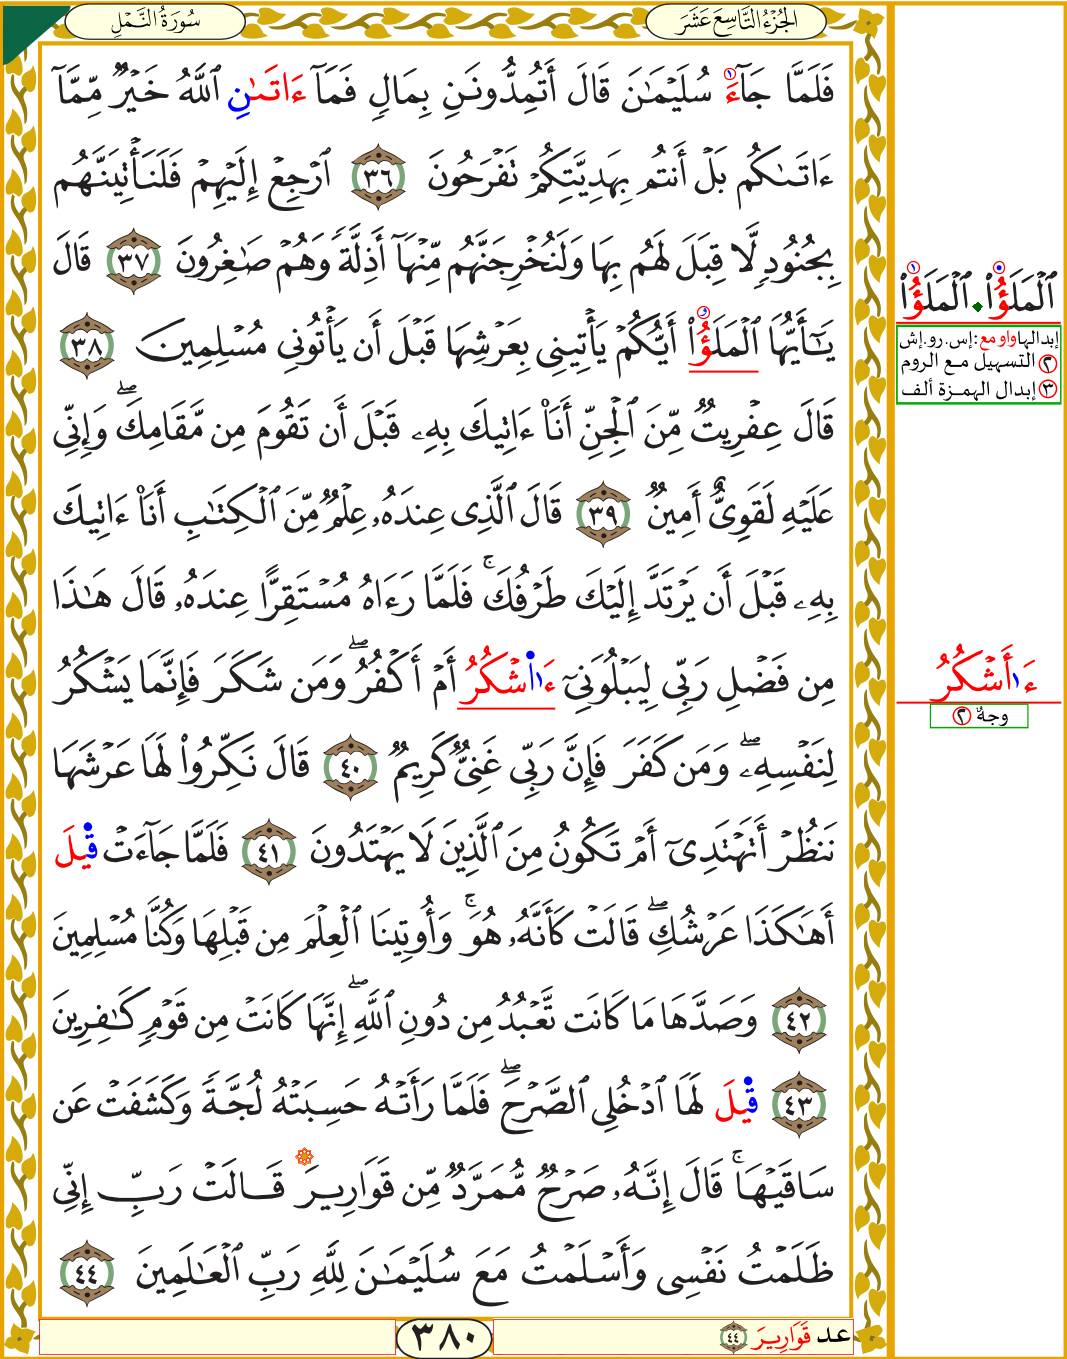 الجُزْءُ التَّاسِعَ عَشَرَ
سُورَةُ النَّمْلِ
فَلَمَّا جَآءَ سُلَيْمَٰنَ قَالَ أَتُمِدُّونَنِ بِمَالٍ فَمَآ ءَاتَىٰنِ ٱللَّهُ خَيْرٌ مِّمَّآ
ءَاتَىٰكُم بَلْ أَنتُم بِهَدِيَّتِكُمْ تَفْرَحُونَ ٣٦ ٱرْجِعْ إِلَيْهِمْ فَلَنَأْتِيَنَّهُم
بِجُنُودٍ لَّا قِبَلَ لَهُم بِهَا وَلَنُخْرِجَنَّهُم مِّنْهَآ أَذِلَّةً وَهُمْ صَٰغِرُونَ ٣٧ قَالَ
يَٰٓأَيُّهَا ٱلْمَلَؤُا۟ أَيُّكُمْ يَأْتِينِى بِعَرْشِهَا قَبْلَ أَن يَأْتُونِى مُسْلِمِينَ ٣٨
قَالَ عِفْرِيتٌ مِّنَ ٱلْجِنِّ أَنَا۠ ءَاتِيكَ بِهِۦ قَبْلَ أَن تَقُومَ مِن مَّقَامِكَ ۖ وَإِنِّى
عَلَيْهِ لَقَوِىٌّ أَمِينٌ ٣٩ قَالَ ٱلَّذِى عِندَهُۥ عِلْمٌ مِّنَ ٱلْكِتَٰبِ أَنَا۠ ءَاتِيكَ
بِهِۦ قَبْلَ أَن يَرْتَدَّ إِلَيْكَ طَرْفُكَ ۚ فَلَمَّا رَءَاهُ مُسْتَقِرًّا عِندَهُۥ قَالَ هَٰذَا
مِن فَضْلِ رَبِّى لِيَبْلُوَنِىٓ ءَا۬شْكُرُ أَمْ أَكْفُرُ ۖ وَمَن شَكَرَ فَإِنَّمَا يَشْكُرُ
لِنَفْسِهِۦ ۖ وَمَن كَفَرَ فَإِنَّ رَبِّى غَنِىٌّ كَرِيمٌ ٤٠ قَالَ نَكِّرُوا۟ لَهَا عَرْشَهَا
نَنظُرْ أَتَهْتَدِىٓ أَمْ تَكُونُ مِنَ ٱلَّذِينَ لَا يَهْتَدُونَ ٤١ فَلَمَّا جَآءَتْ قِيلَ
أَهَٰكَذَا عَرْشُكِ ۖ قَالَتْ كَأَنَّهُۥ هُوَ ۚ وَأُوتِينَا ٱلْعِلْمَ مِن قَبْلِهَا وَكُنَّا مُسْلِمِينَ
٤٢ وَصَدَّهَا مَا كَانَت تَّعْبُدُ مِن دُونِ ٱللَّهِ ۖ إِنَّهَا كَانَتْ مِن قَوْمٍ كَٰفِرِينَ
٤٣ قِيلَ لَهَا ٱدْخُلِى ٱلصَّرْحَ ۖ فَلَمَّا رَأَتْهُ حَسِبَتْهُ لُجَّةً وَكَشَفَتْ عَن
سَاقَيْهَا ۚ قَالَ إِنَّهُۥ صَرْحٌ مُّمَرَّدٌ مِّن قَوَارِيرَ قَالَتْ رَبِّ إِنِّى
ظَلَمْتُ نَفْسِى وَأَسْلَمْتُ مَعَ سُلَيْمَٰنَ لِلَّهِ رَبِّ ٱلْعَٰلَمِينَ ٤٤
ٱلْمَلَؤُا۟ ٱلْمَلَؤُا۟
إبدالها واو مع: إس. رو. إش
٢ التسهيل مع الروم
٣ إبدال الهمزة ألف
ءَا۬أَشْكُرُ
وجهٌ ٢
عد قَوَارِيرَ ٤٤
٣٨٠